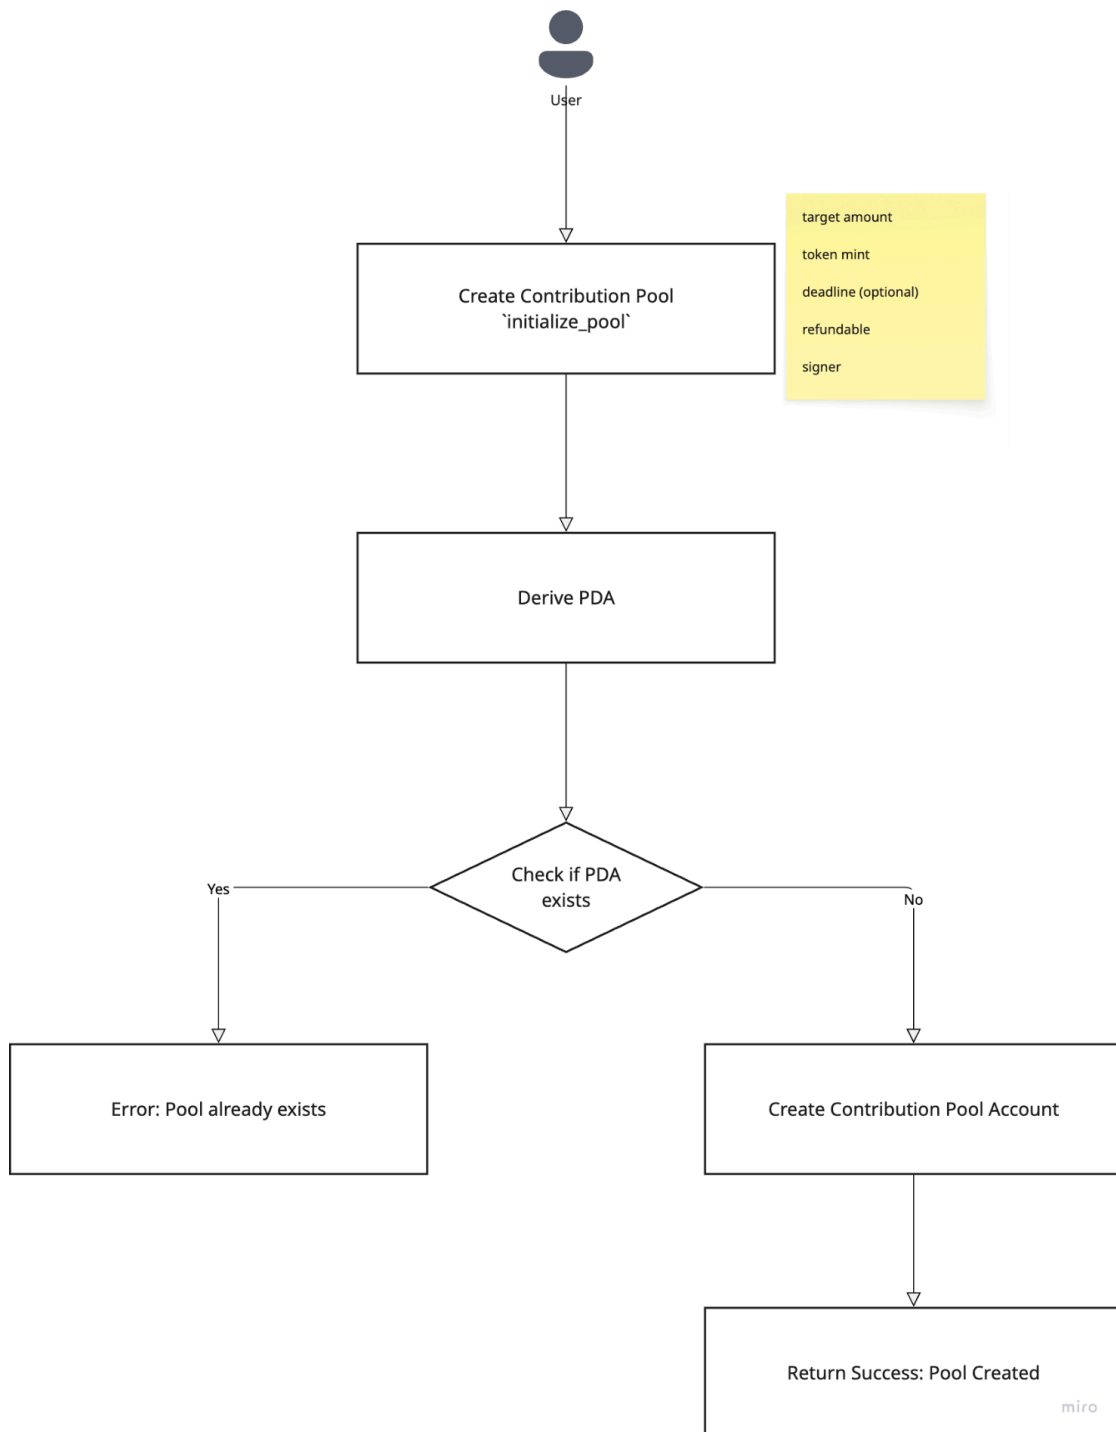 User
Create Contribution Pool
`initialize_pool`
target amount
token mint
deadline (optional)
refundable
signer
Derive PDA
Check if PDA
exists
Yes
No
Error: Pool already exists
Create Contribution Pool Account
Return Success: Pool Created
miro